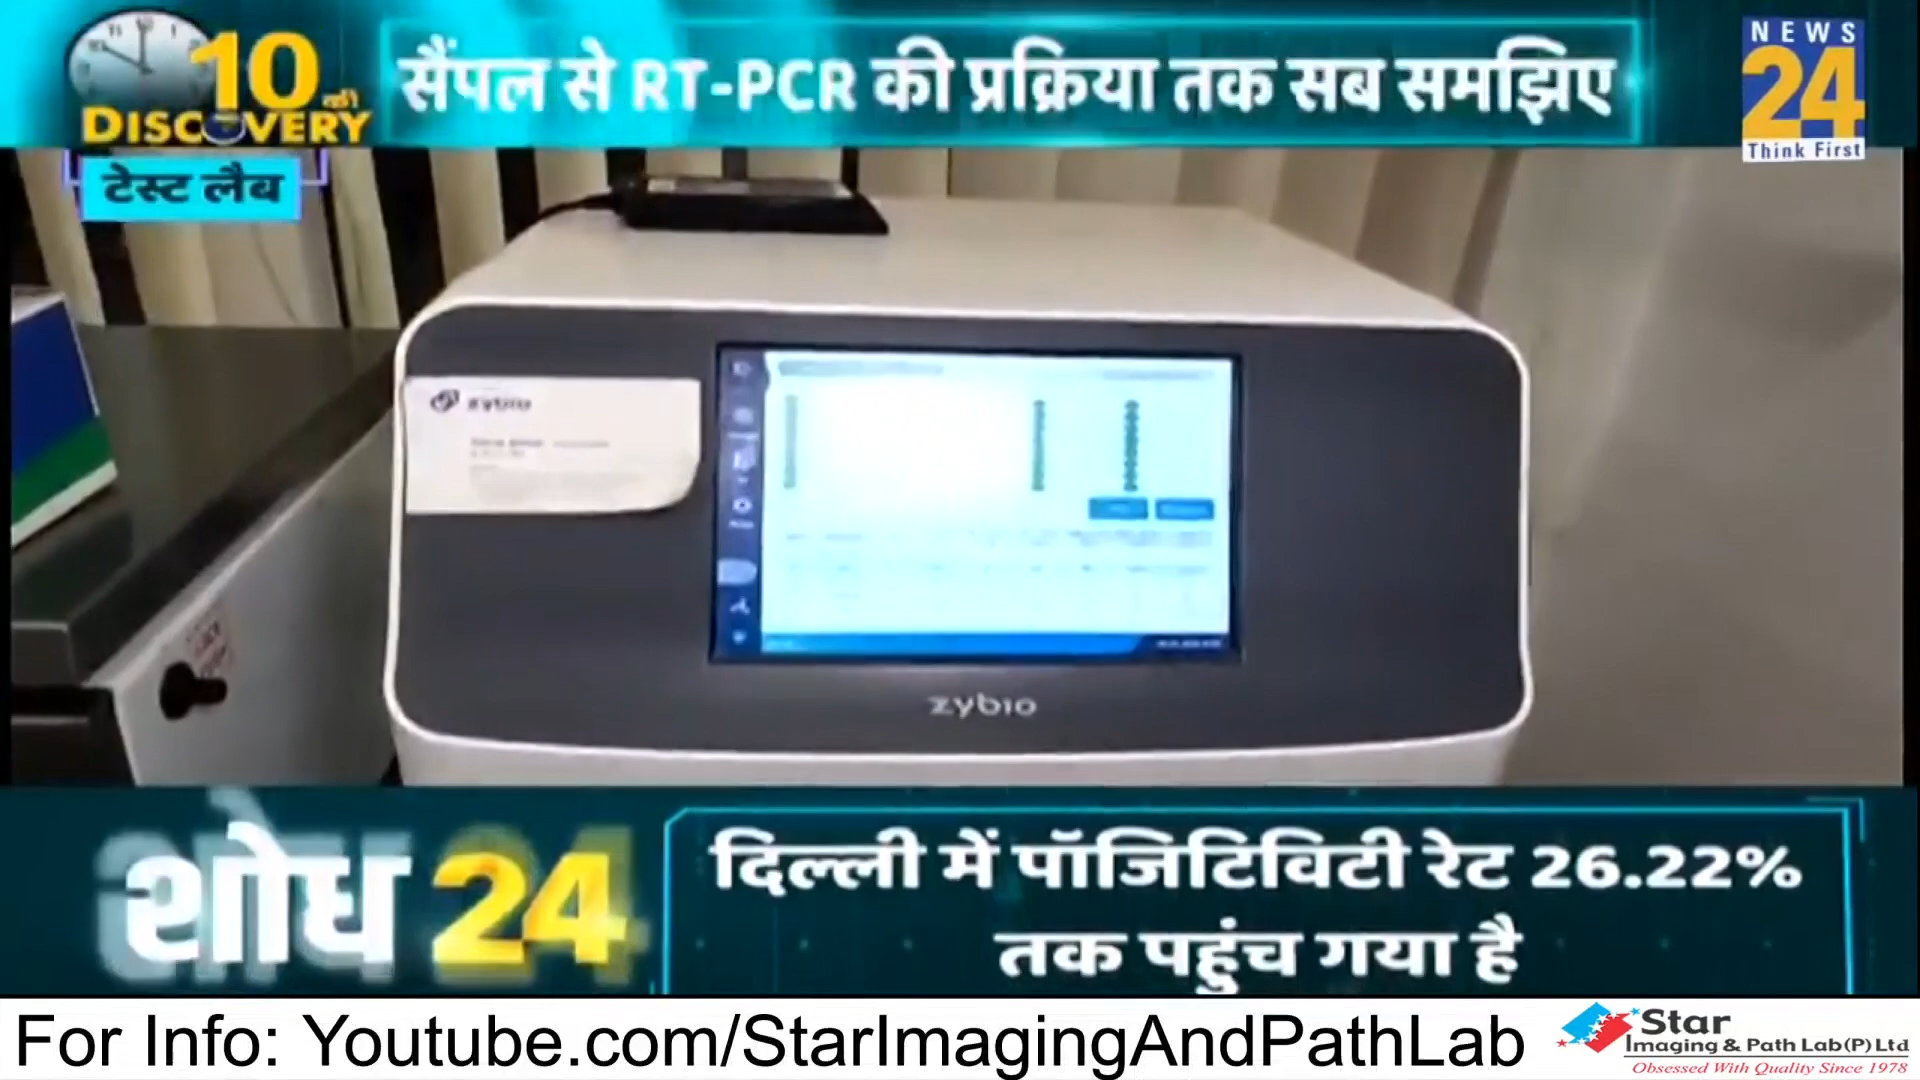 10 की
DISCOVERY
सैंपल से RT-PCR की प्रक्रिया तक सब समझिए
NEWS
24
Think First
टेस्ट लैब
zybio
zybio
शोध 24
दिल्ली में पॉजिटिविटी रेट 26.22%
तक पहुंच गया है
For Info: Youtube.com/StarImagingAndPathLab
Star
Imaging & Path Lab(P)Ltd
Obsessed With Quality Since 1978